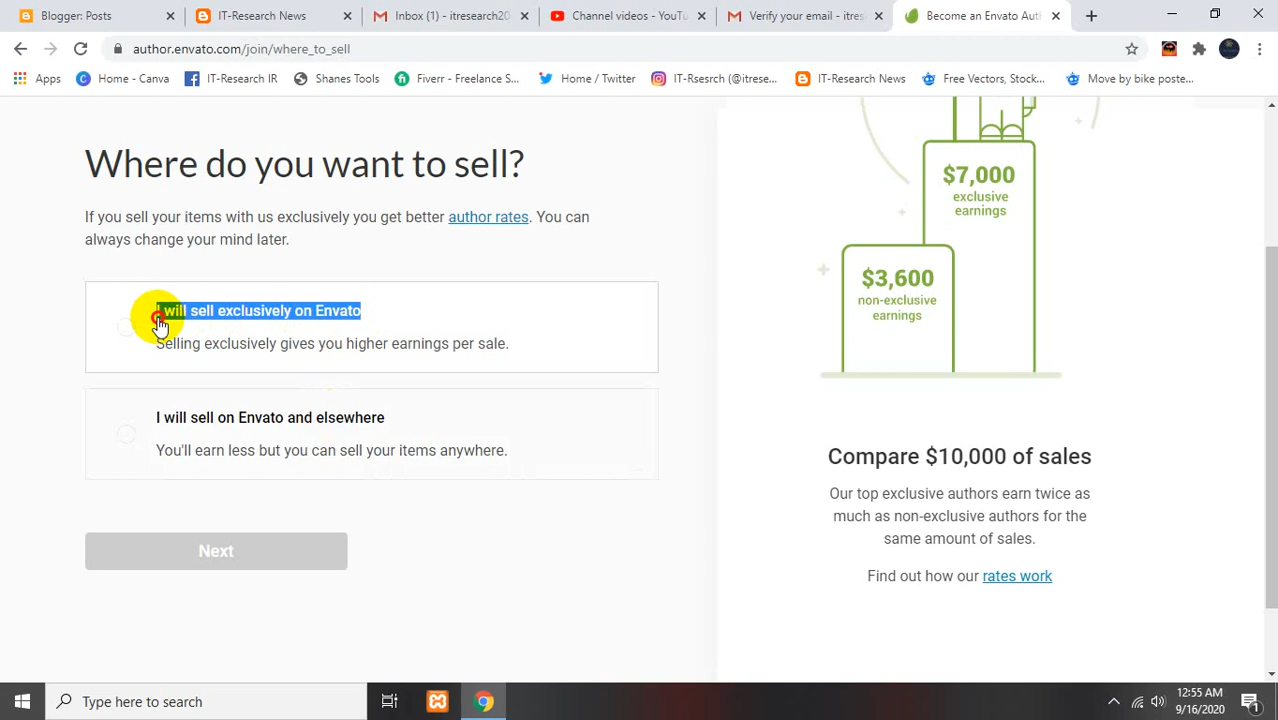 Blogger: Posts
IT-Research News
Inbox (1) - itresearch20
Channel videos - YouTu
Verify your email - itres
Become an Envato Auth
author.envato.com/join/where_to_sell
Apps
Home - Canva
IT-Research IR
Shanes Tools
Fiverr - Freelance S...
Home / Twitter
IT-Rsesrch (@itrese...
IT-Research News
Free Vectors, Stock...
Move by bike poste...
Where do you want to sell?
If you sell your items with us exclusively you get better author rates. You can
always change your mind later.
I will sell exclusively on Envato
Selling exclusively gives you higher earnings per sale.
I will sell on Envato and elsewhere
You'll earn less but you can sell your items anywhere.
Next
$7,000
exclusive
earnings
$3,600
non-exclusive
earnings
Compare $10,000 of sales
Our top exclusive authors earn twice as
much as non-exclusive authors for the
same amount of sales.
Find out how our rates work
Type here to search
12:55 AM
9/16/2020
1